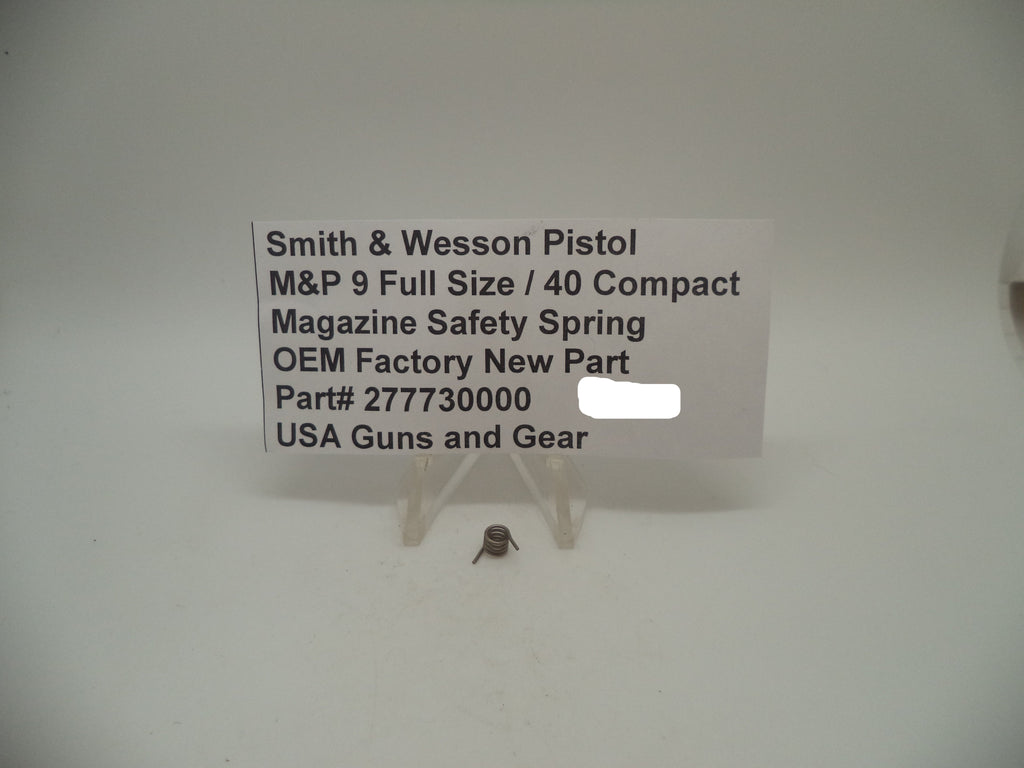 Smith & Wesson Pistol
M&P 9 Full Size / 40 Compact
Magazine Safety Spring
OEM Factory New Part
Part# 277730000
USA Guns and Gear